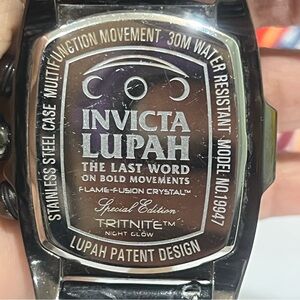 STAINLESS STEEL CASE MULTIFUNCTION MOVEMENT 30M WATER RESISTANT MODEL NO. 19947
INVICTA
LUPAH
THE LAST WORD
ON BOLD MOVEMENTS
FLAME-FUSION CRYSTAL™
Special Edition
TRITNITE™
NIGHT GLOW
LUPAH PATENT DESIGN